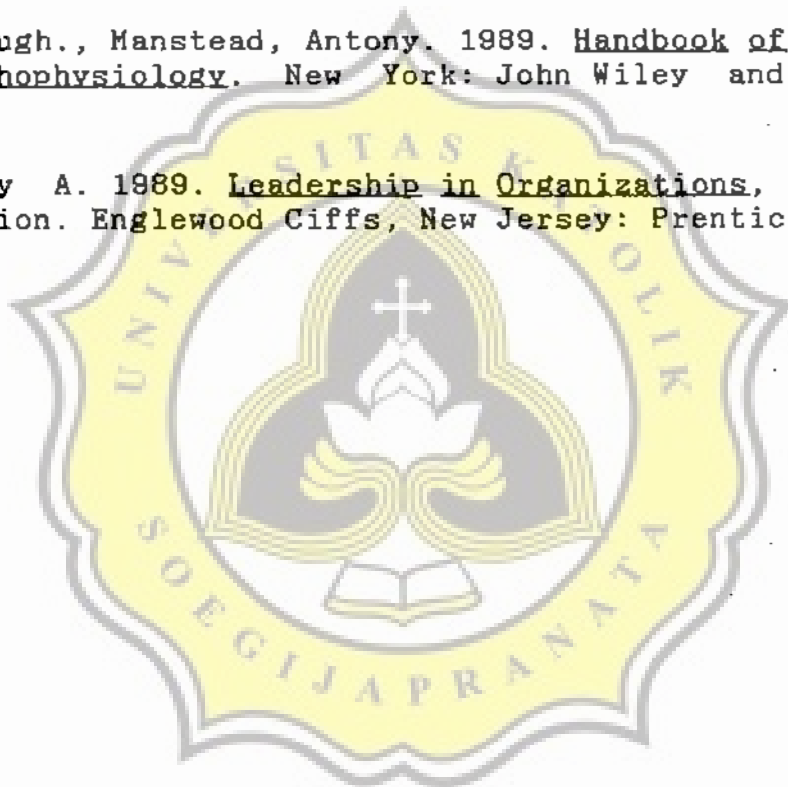 ugh., Manstead, Antony. 1989. Handbook of
hophysiology. New York: John Wiley and
y A. 1989. Leadership in Organizations,
ion. Englewood Ciffs, New Jersey: Prentic
UNIVERSITAS KATOLIK
SOEGIJAPRANATA